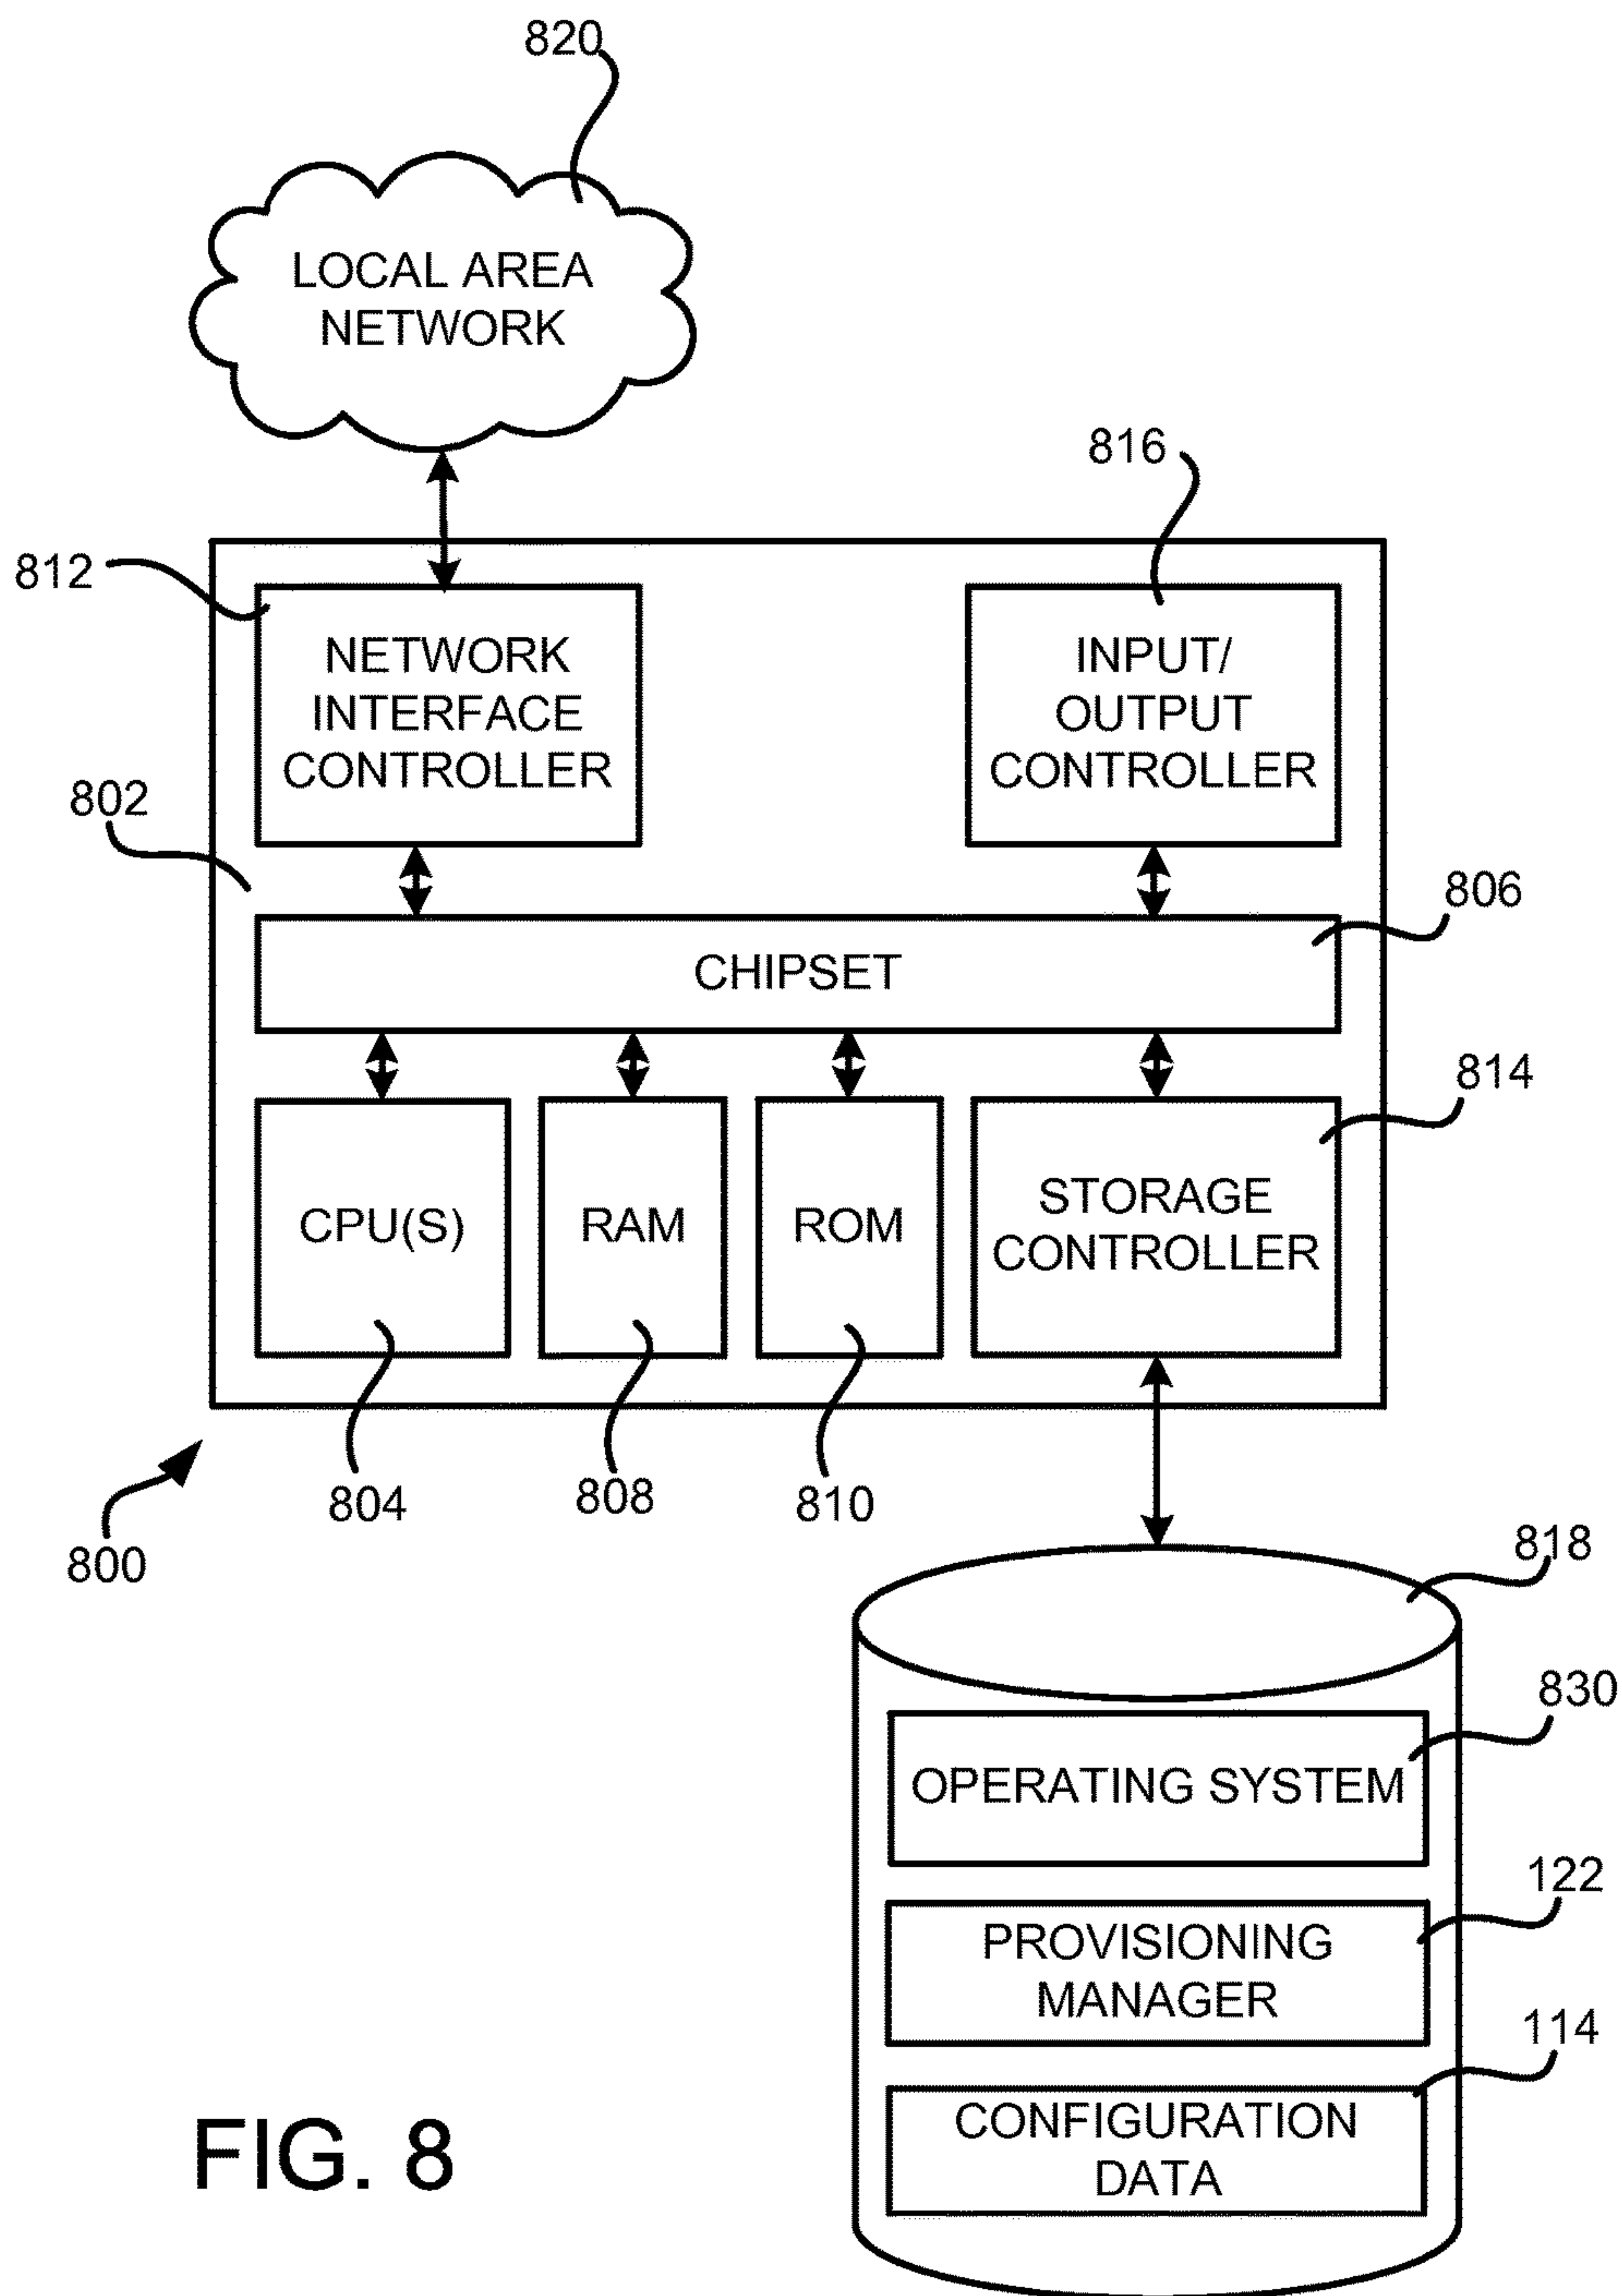 820
LOCAL AREA
NETWORK
816
812
NETWORK
INTERFACE
CONTROLLER
INPUT/
OUTPUT
CONTROLLER
802
806
CHIPSET
814
CPU(S)
RAM
ROM
STORAGE
CONTROLLER
804
808
810
800
818
830
OPERATING SYSTEM
122
PROVISIONING
MANAGER
114
CONFIGURATION
DATA
FIG. 8